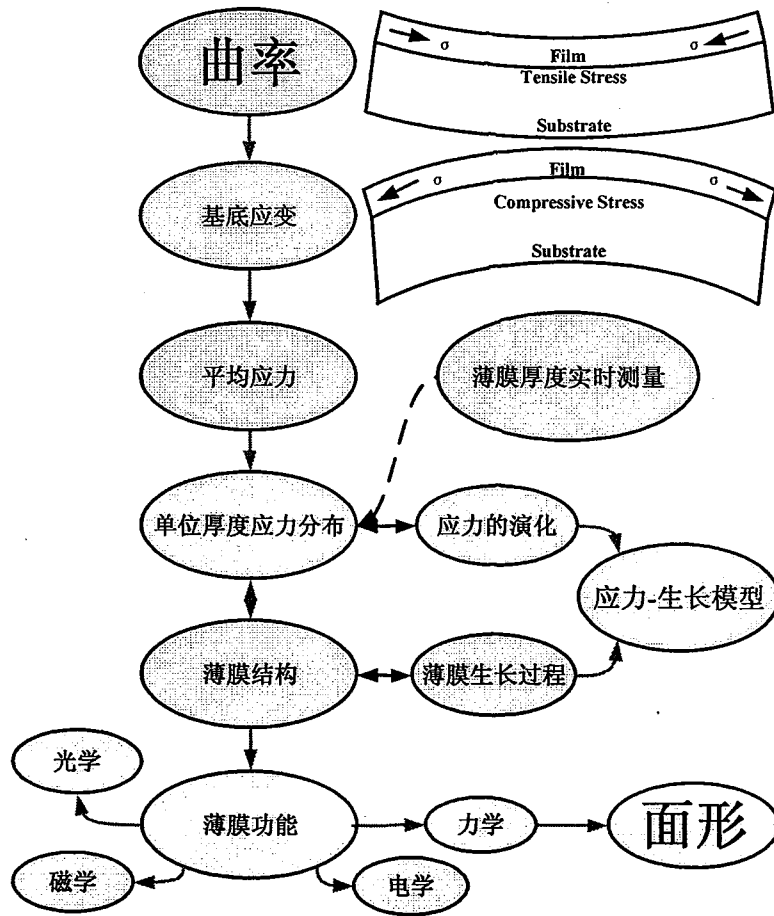 曲率
σ
σ
Film
Tensile Stress
Substrate
σ
Film
σ
Compressive Stress
Substrate
基底应变
平均应力
薄膜厚度实时测量
单位厚度应力分布
应力的演化
应力-生长模型
薄膜结构
薄膜生长过程
光学
薄膜功能
力学
面形
磁学
电学